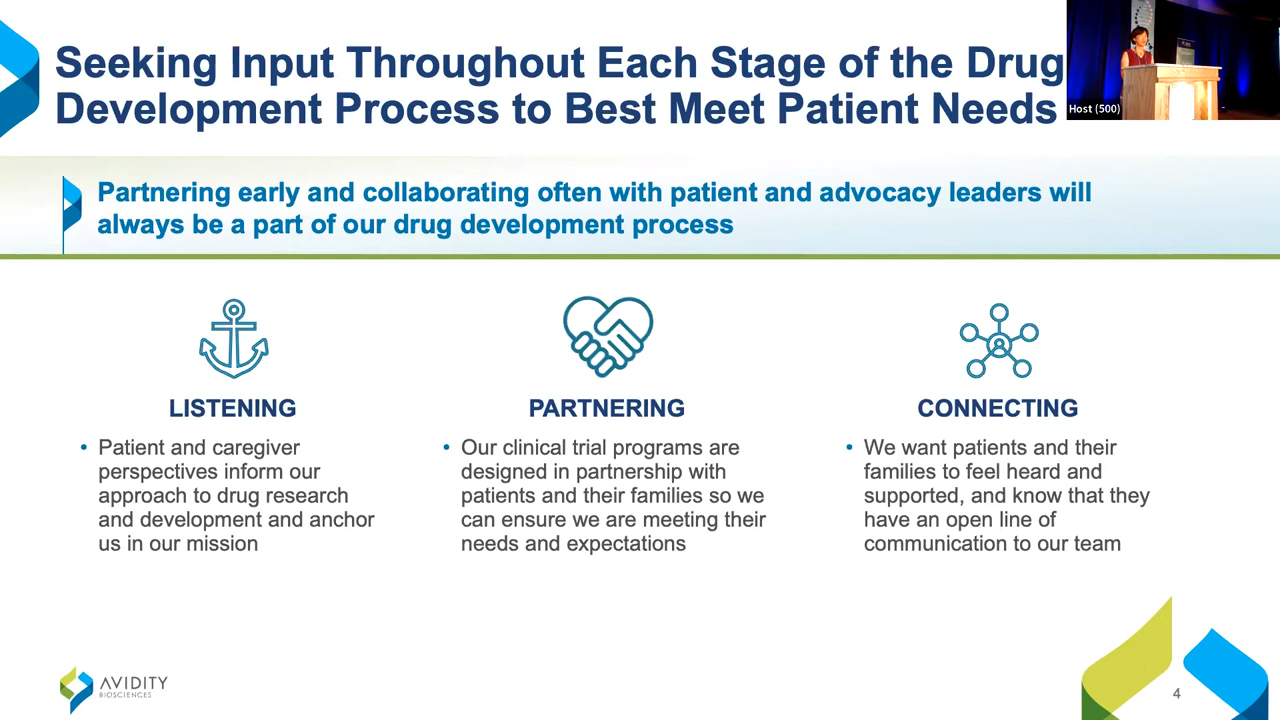 Seeking Input Throughout Each Stage of the Drug
Development Process to Best Meet Patient Needs
Host (500)
Partnering early and collaborating often with patient and advocacy leaders will
always be a part of our drug development process
LISTENING
• Patient and caregiver
perspectives inform our
approach to drug research
and development and anchor
us in our mission
PARTNERING
• Our clinical trial programs are
designed in partnership with
patients and their families so we
can ensure we are meeting their
needs and expectations
CONNECTING
• We want patients and their
families to feel heard and
supported, and know that they
have an open line of
communication to our team
AVIDITY
BIOSCIENCES
4